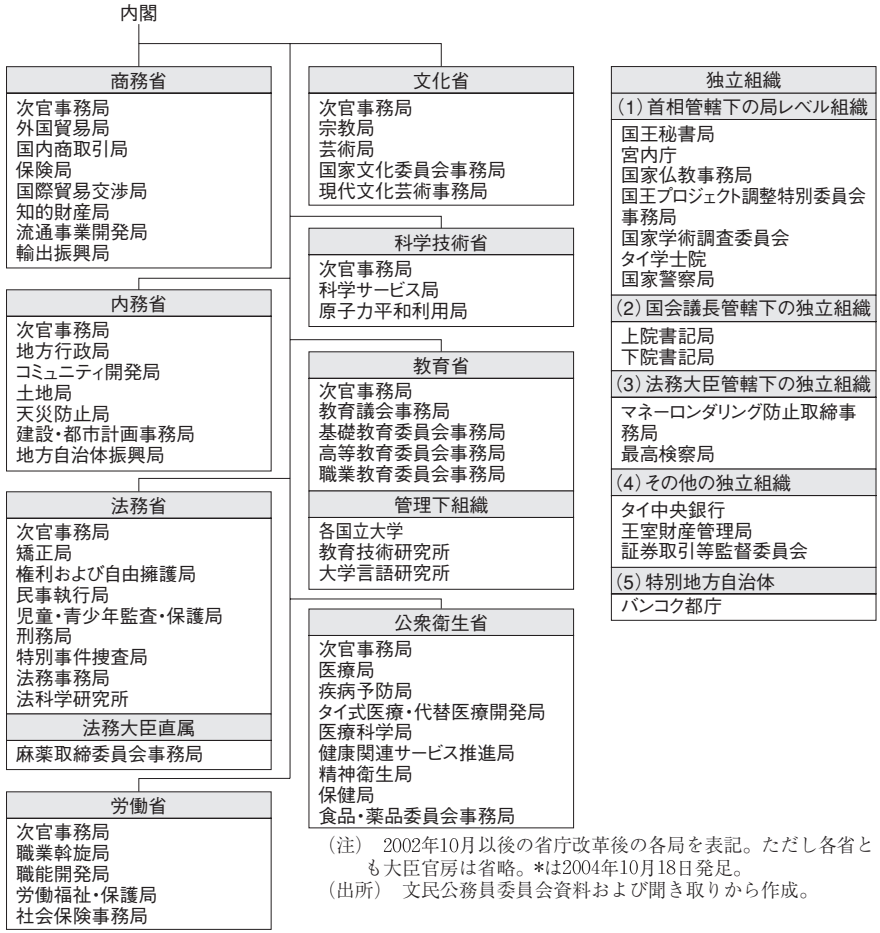 内閣
商務省
次官事務局
外国貿易局
国内商取引局
保険局
国際貿易交渉局
知的財産局
流通事業開発局
輸出振興局
内務省
次官事務局
地方行政局
コミュニティ開発局
土地局
天災防止局
建設・都市計画事務局
地方自治体振興局
法務省
次官事務局
矯正局
権利および自由擁護局
民事執行局
児童・青少年監査・保護局
刑務局
特別事件捜査局
法務事務局
法科学研究所
法務大臣直属
麻薬取締委員会事務局
労働省
次官事務局
職業斡旋局
職能開発局
労働福祉・保護局
社会保険事務局
文化省
次官事務局
宗教局
芸術局
国家文化委員会事務局
現代文化芸術事務局
科学技術省
次官事務局
科学サービス局
原子力平和利用局
教育省
次官事務局
教育議会事務局
基礎教育委員会事務局
高等教育委員会事務局
職業教育委員会事務局
管理下組織
各国立大学
教育技術研究所
大学言語研究所
公衆衛生省
次官事務局
医療局
疾病予防局
タイ式医療・代替医療開発局
医療科学局
健康関連サービス推進局
精神衛生局
保健局
食品・薬品委員会事務局
独立組織
(1)首相管轄下の局レベル組織
国王秘書局
宮内庁
国家仏教事務局
国王プロジェクト調整特別委員会
事務局
国家学術調査委員会
タイ学士院
国家警察局
(2)国会議長管轄下の独立組織
上院書記局
下院書記局
(3)法務大臣管轄下の独立組織
マネーロンダリング防止取締事
務局
最高検察局
(4)その他の独立組織
タイ中央銀行
王室財産管理局
証券取引等監督委員会
(5)特別地方自治体
バンコク都庁
(注) 2002年10月以後の省庁改革後の各局を表記。ただし各省と
も大臣官房は省略。*は2004年10月18日発足。
(出所) 文民公務員委員会資料および聞き取りから作成。